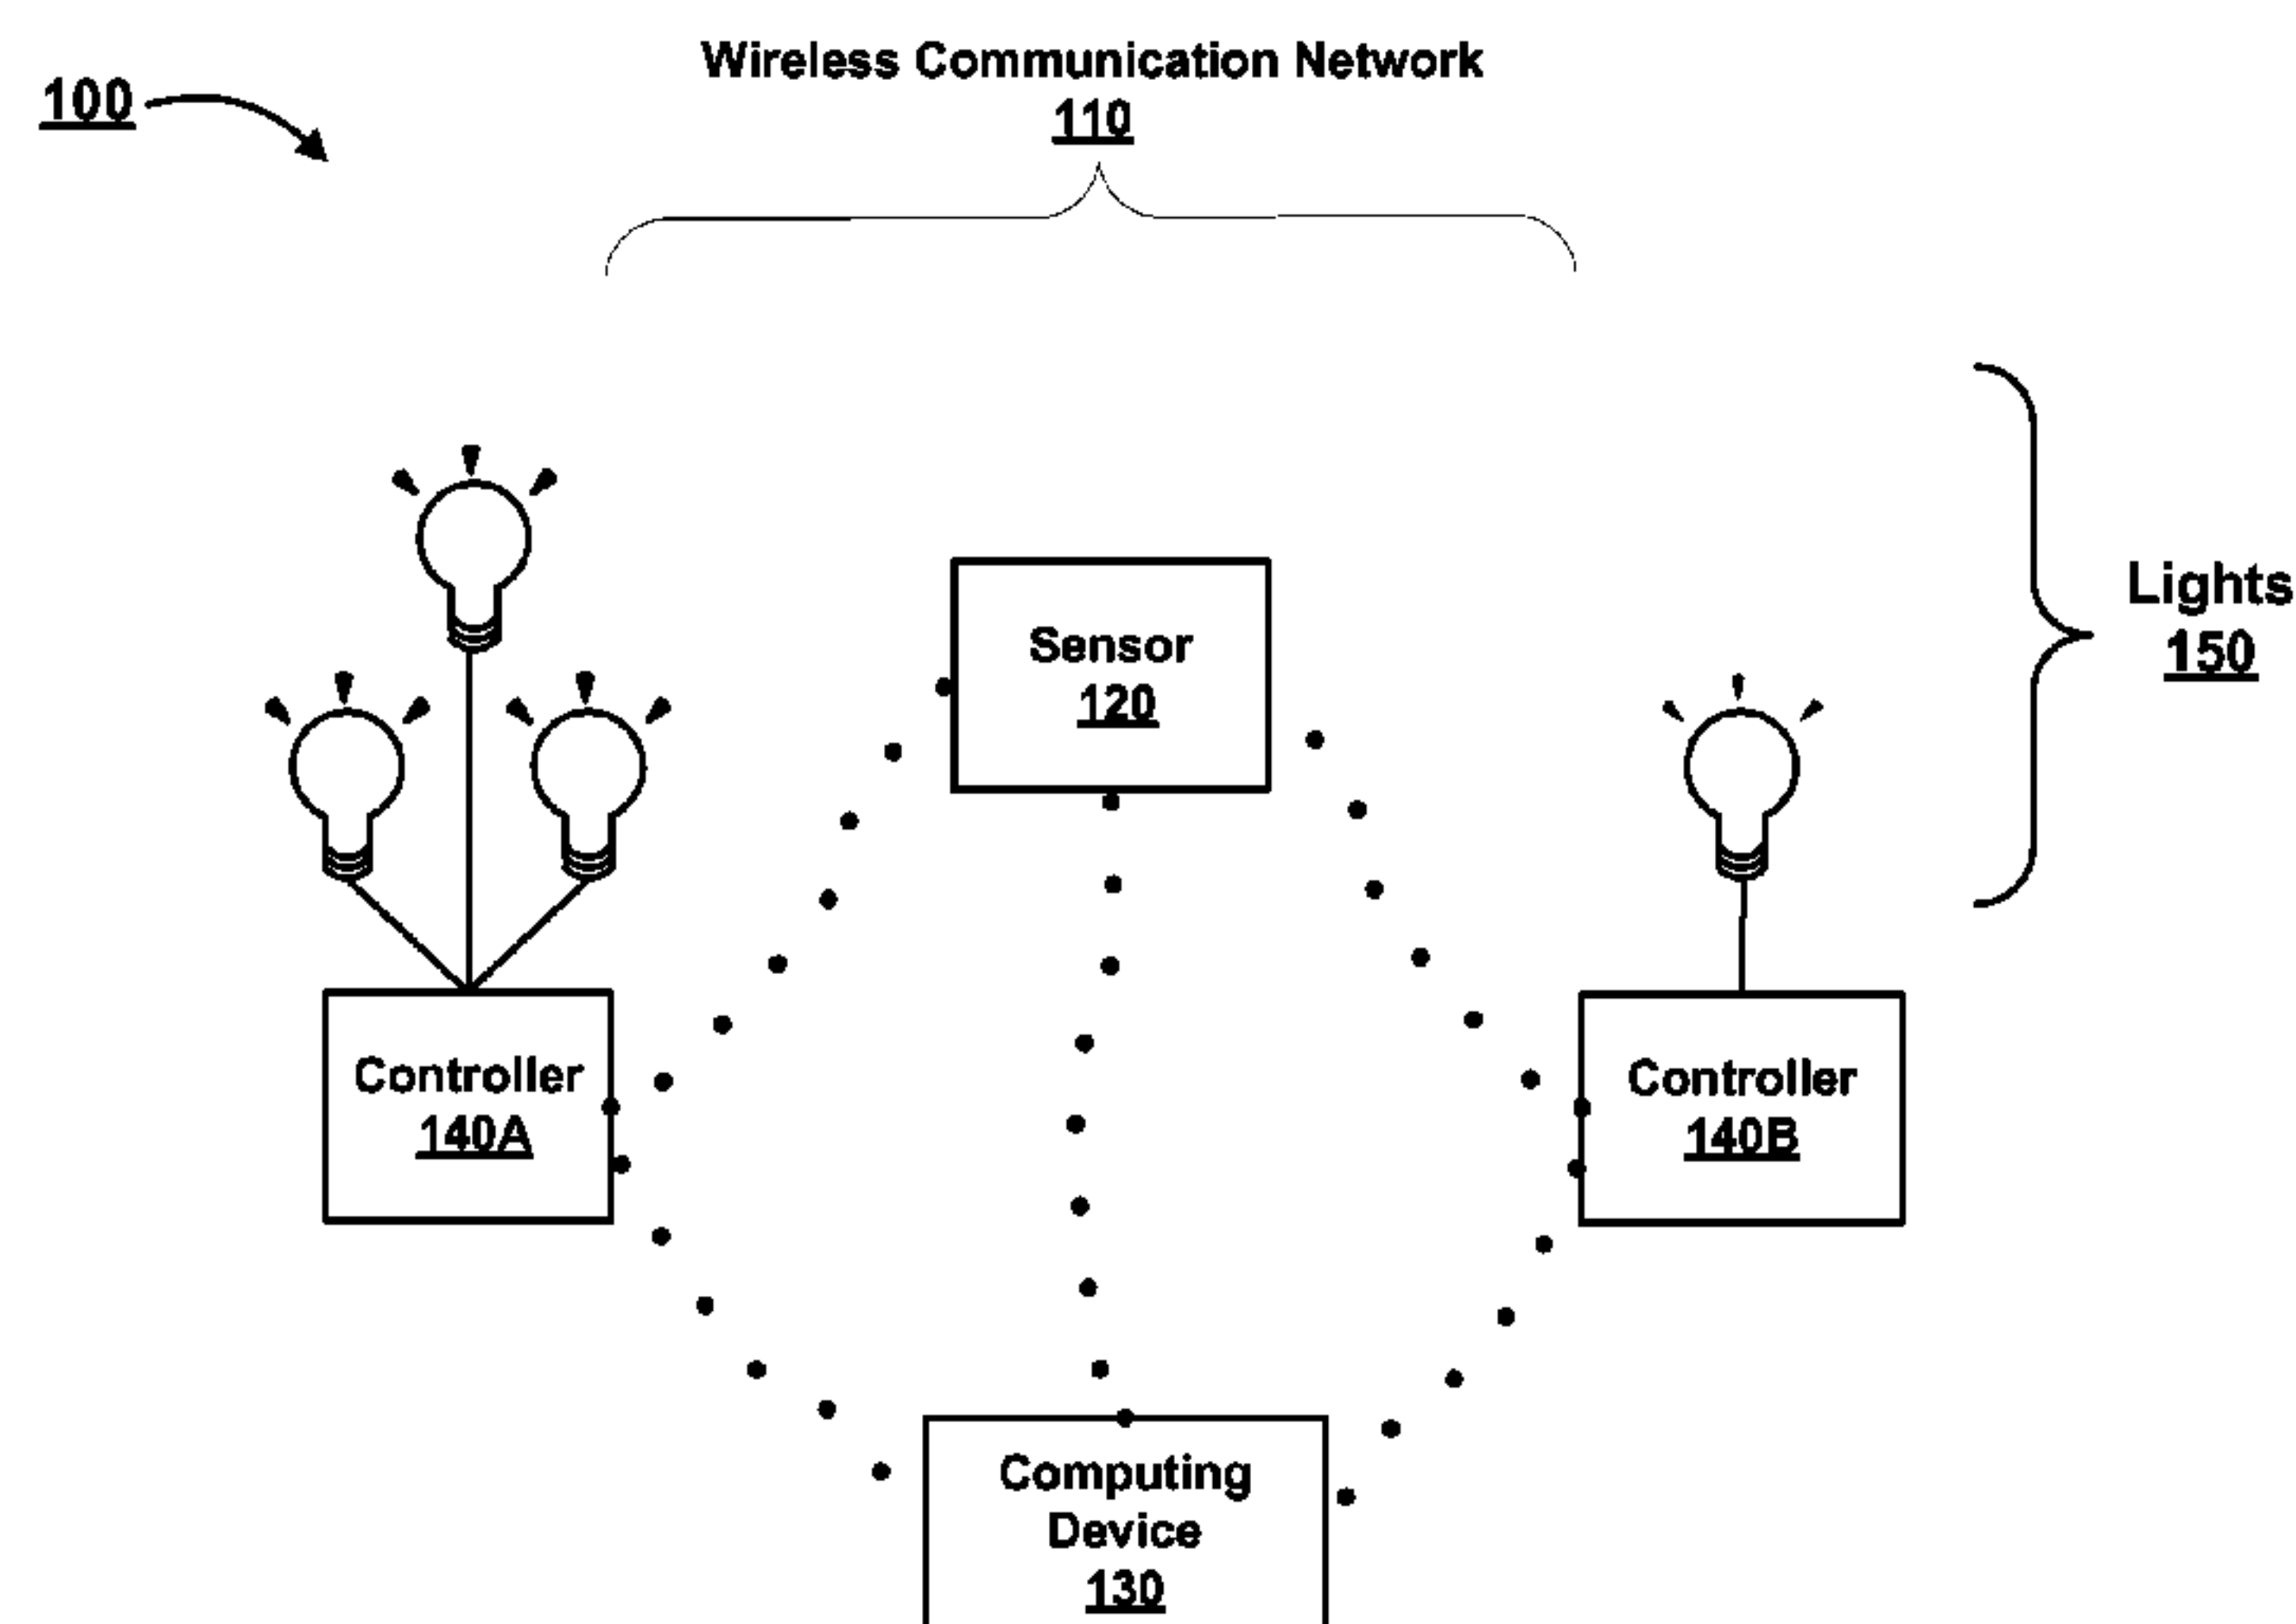 Wireless Communication Network
100
110
Lights
150
Sensor
120
Controller
140A
Controller
140B
Computing
Device
130